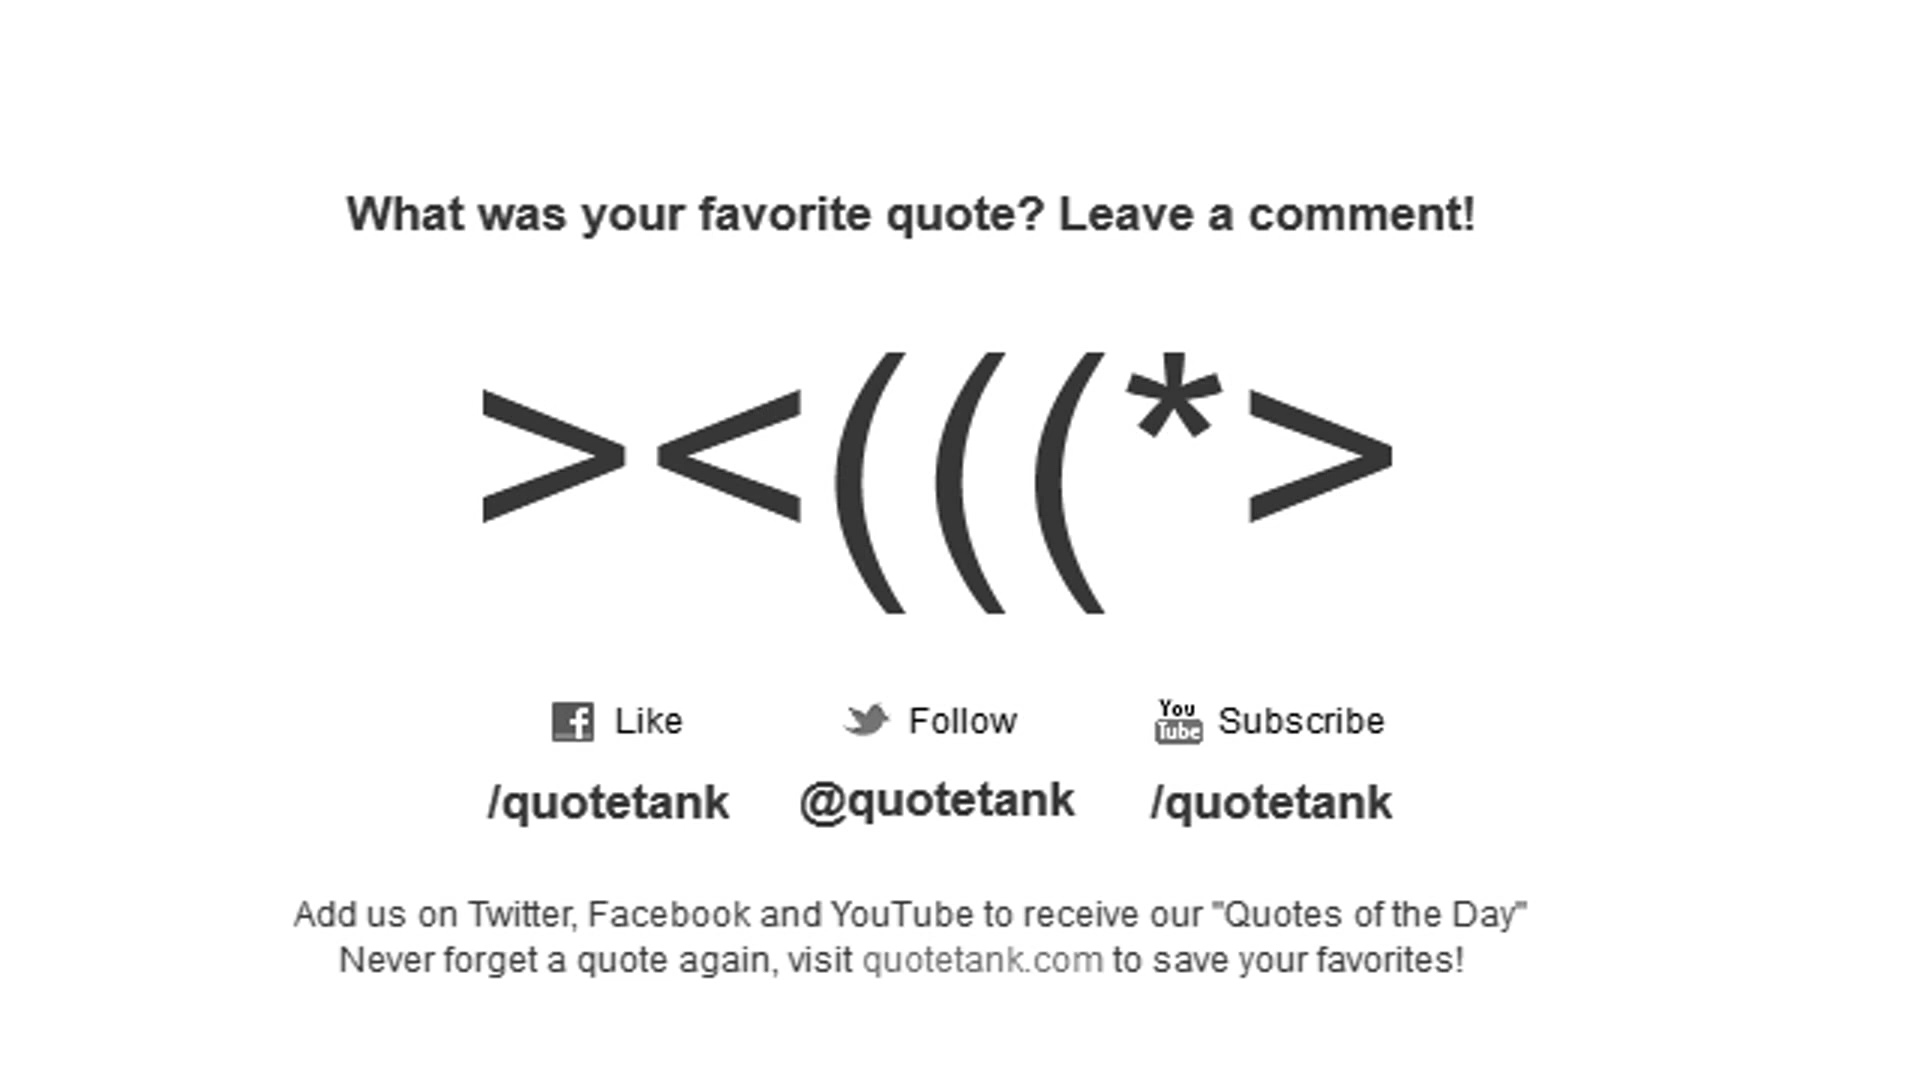 What was your favorite quote? Leave a comment!
><(((*>
f Like Follow You Tube Subscribe
/quotetank @quotetank /quotetank
Add us on Twitter, Facebook and YouTube to receive our "Quotes of the Day"
Never forget a quote again, visit quotetank.com to save your favorites!